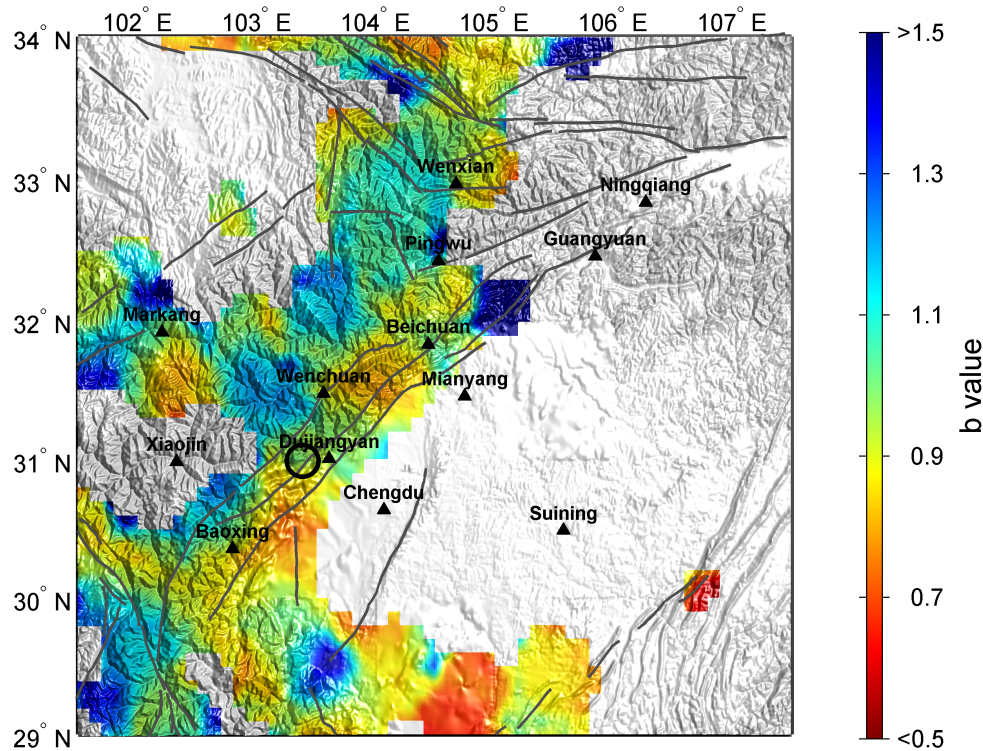 102° E 103° E 104° E 105° E 106° E 107° E
34° N
33° N
32° N
31° N
30° N
29° N
Wenxian
Ningqiang
Guangyuan
Pingwu
Markang
Beichuan
Wenchuan
Mianyang
Dujiangyan
Xiaojin
Chengdu
Suining
Baoxing
>1.5
1.3
1.1
0.9
0.7
<0.5
b value